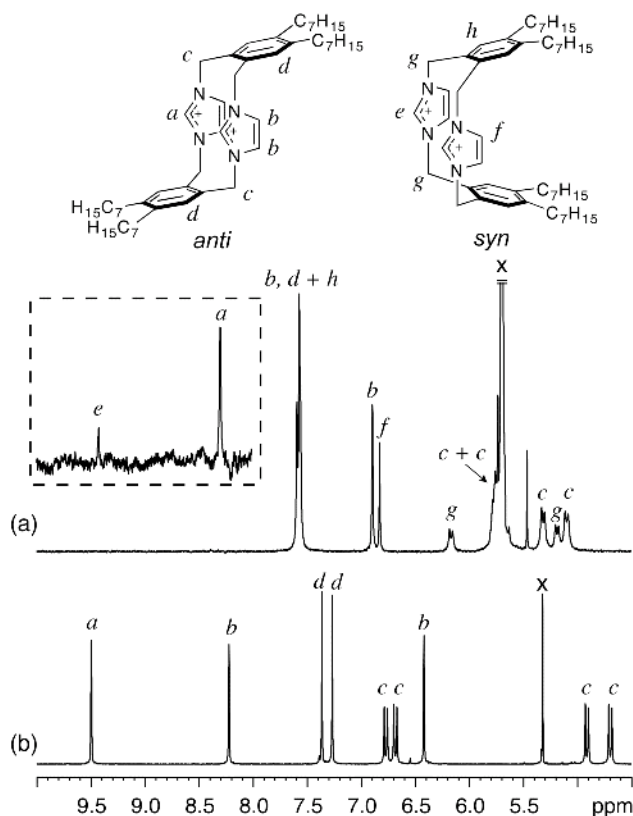 C7H15 C7H15
C7H15 C7H15
c d h g
N N N N
a + + b e + + f
b
N N N N
c g
H15C7 d C7H15
H15C7 C7H15
anti syn
x
b, d + h
a
e
b
f
c + c
g c g c
(a)
a b d d c c b x c c
(b)
9.5 9.0 8.5 8.0 7.5 7.0 6.5 6.0 5.5 ppm